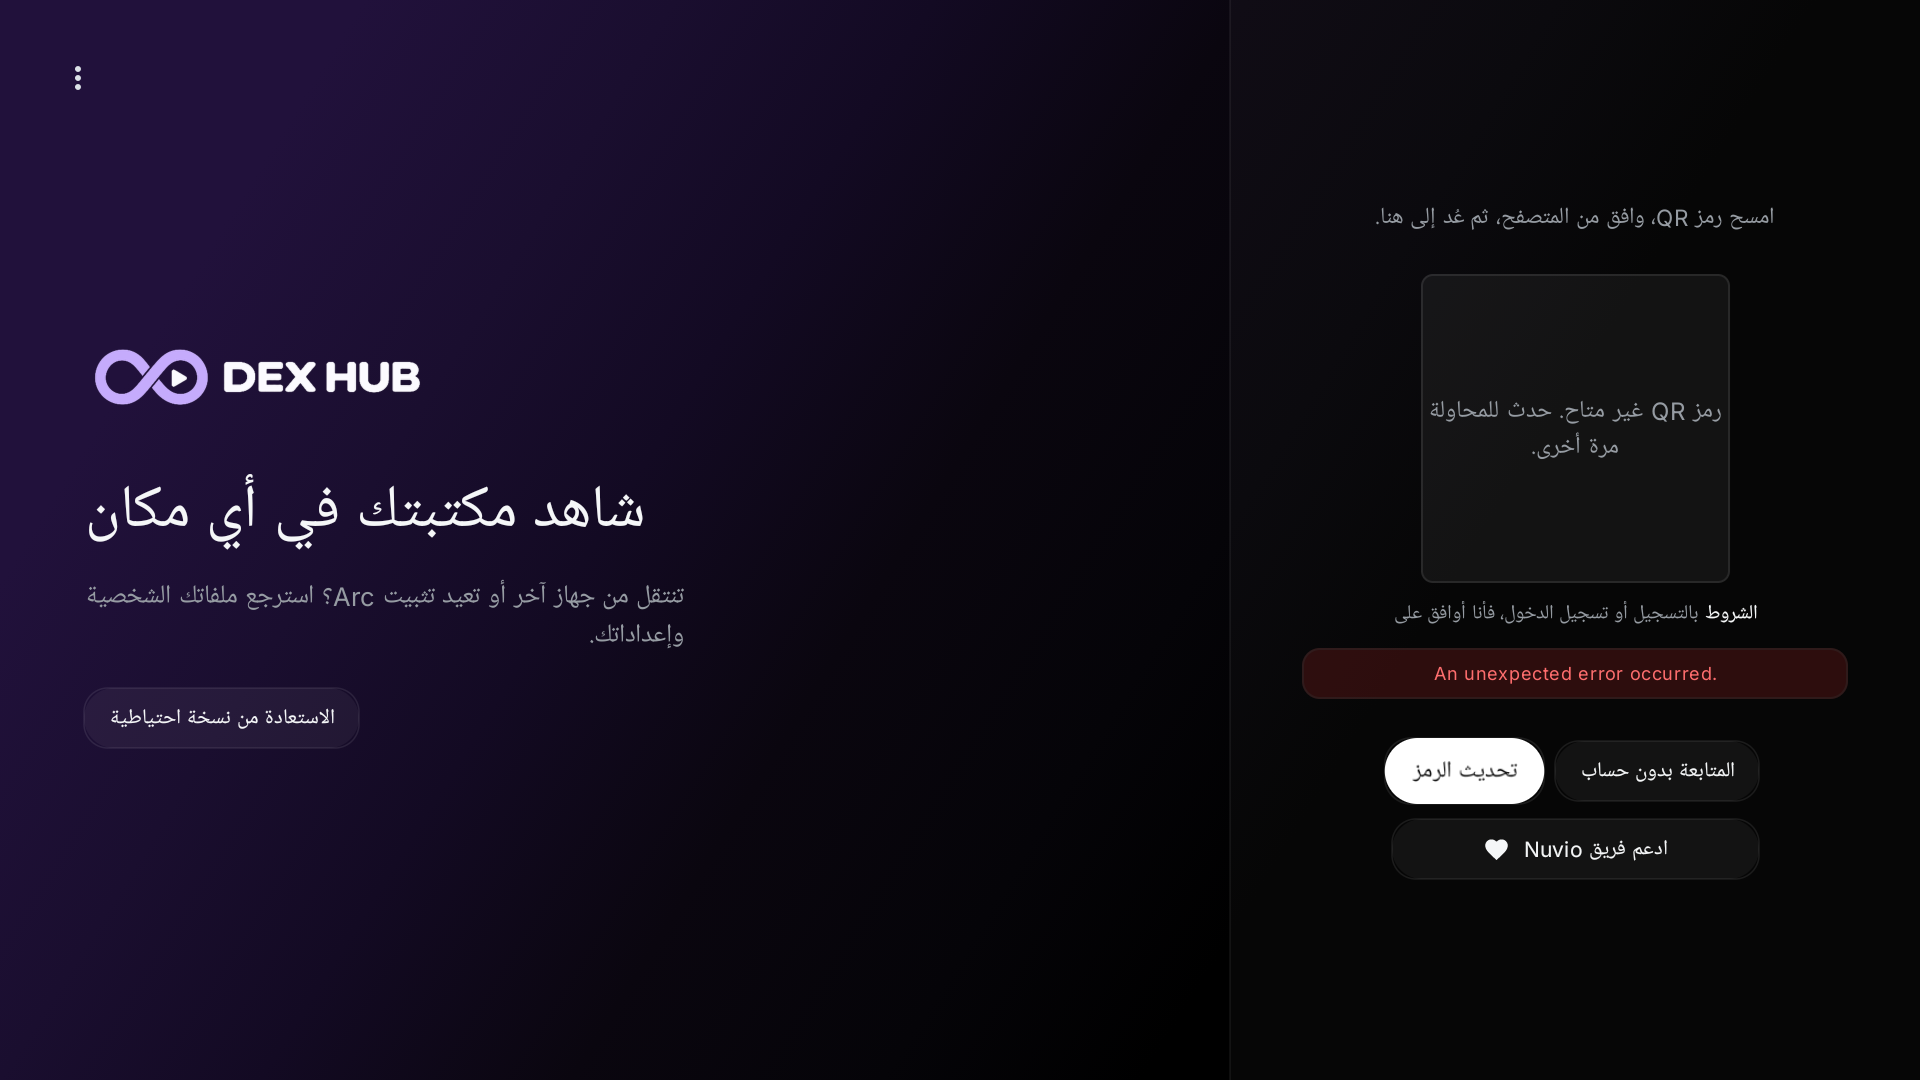 DEX HUB
شاهد مكتبتك في أي مكان
تنتقل من جهاز آخر أو تعيد تثبيت Arc؟ استرجع ملفاتك الشخصية
وإعداداتك.
الاستعادة من نسخة احتياطية
امسح رمز QR، وافق من المتصفح، ثم عُد إلى هنا.
رمز QR غير متاح. حدث للمحاولة
مرة أخرى.
الشروط بالتسجيل أو تسجيل الدخول، فأنا أوافق على
An unexpected error occurred.
المتابعة بدون حساب
تحديث الرمز
ادعم فريق Nuvio